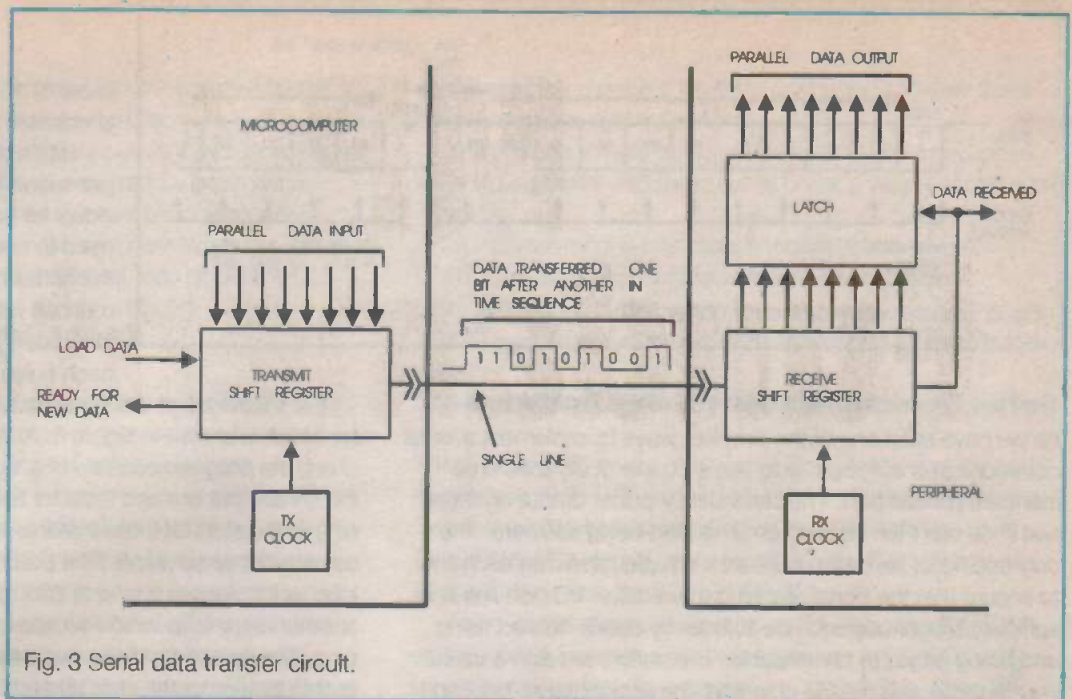 MICROCOMPUTER
PARALLEL DATA INPUT
LOAD DATA
READY FOR
NEW DATA
TRANSMIT
SHIFT REGISTER
TX
CLOCK
DATA TRANSFERRED ONE
BIT AFTER ANOTHER IN
TIME SEQUENCE
1 1 0 1 0 1 0 0 1
SINGLE LINE
PARALLEL DATA OUTPUT
LATCH
DATA RECEIVED
RECEIVE
SHIFT REGISTER
RX
CLOCK
PERIPHERAL
Fig. 3 Serial data transfer circuit.